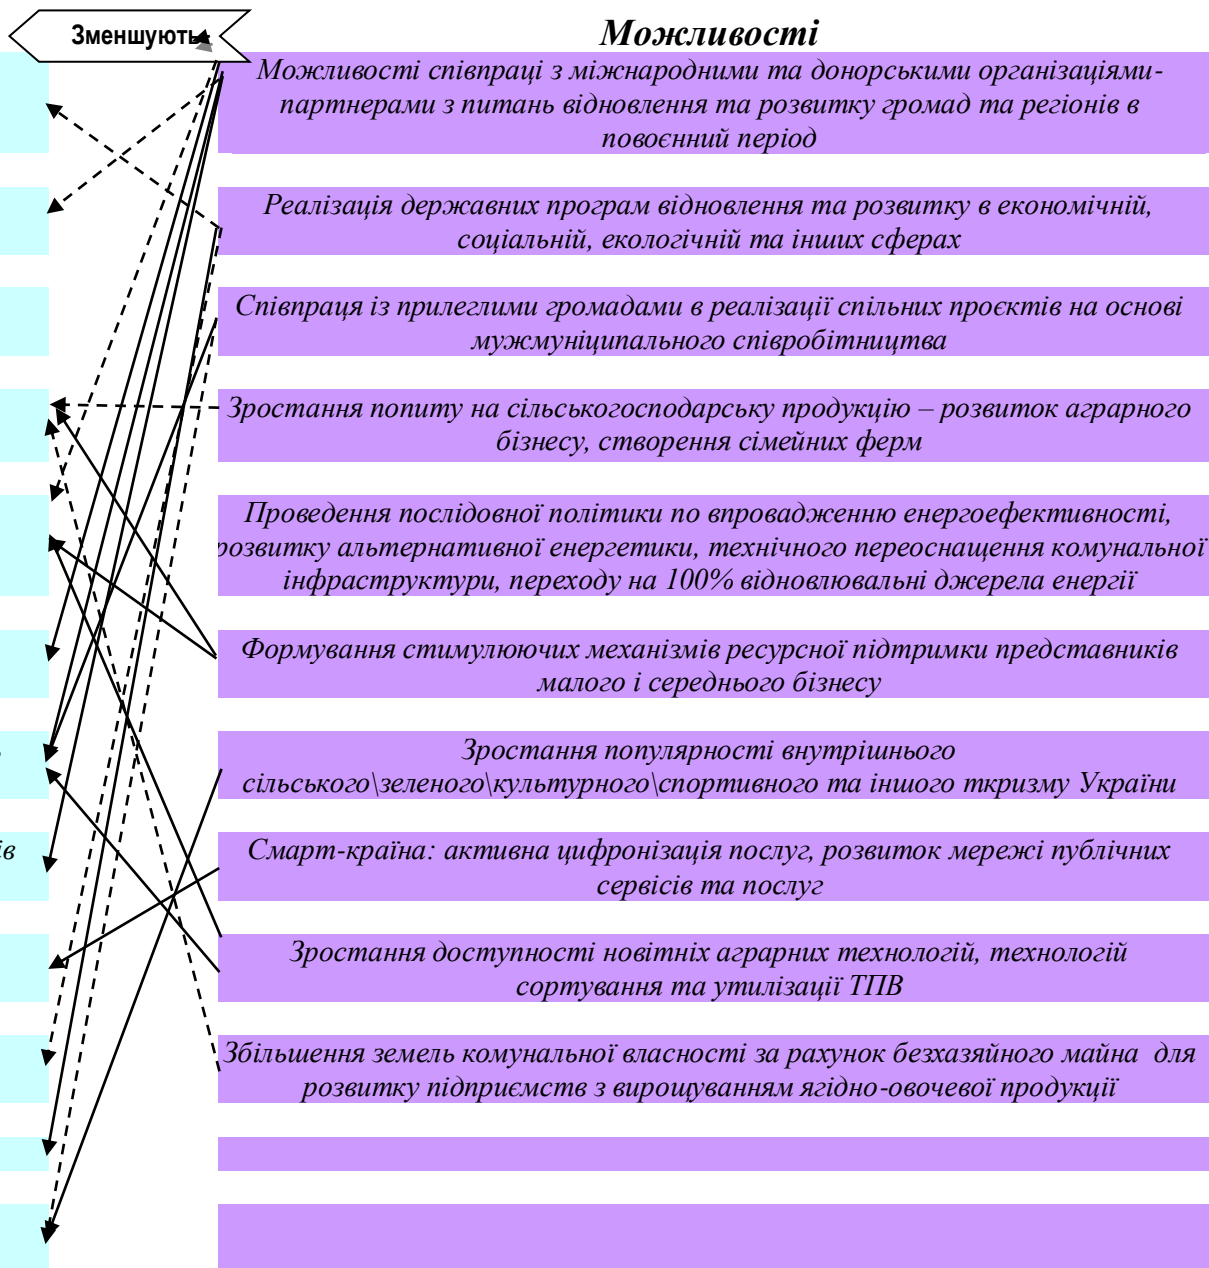 Зменшують
Можливості
Можливості співпраці з міжнародними та донорськими організаціями-
партнерами з питань відновлення та розвитку громад та регіонів в
повоєнний період
Реалізація державних програм відновлення та розвитку в економічній,
соціальній, екологічній та інших сферах
Співпраця із прилеглими громадами в реалізації спільних проєктів на основі
мужмуніципального співробітництва
Зростання попиту на сільськогосподарську продукцію – розвиток аграрного
бізнесу, створення сімейних ферм
Проведення послідовної політики по впровадженню енергоефективності,
розвитку альтернативної енергетики, технічного переоснащення комунальної
інфраструктури, переходу на 100% відновлювальні джерела енергії
Формування стимулюючих механізмів ресурсної підтримки представників
малого і середнього бізнесу
Зростання популярності внутрішнього
сільського\зеленого\культурного\спортивного та іншого ткризму України
ів
Смарт-країна: активна цифронізація послуг, розвиток мережі публічних
сервісів та послуг
Зростання доступності новітніх аграрних технологій, технологій
сортування та утилізації ТПВ
Збільшення земель комунальної власності за рахунок безхазяйного майна для
розвитку підприємств з вирощуванням ягідно-овочевої продукції